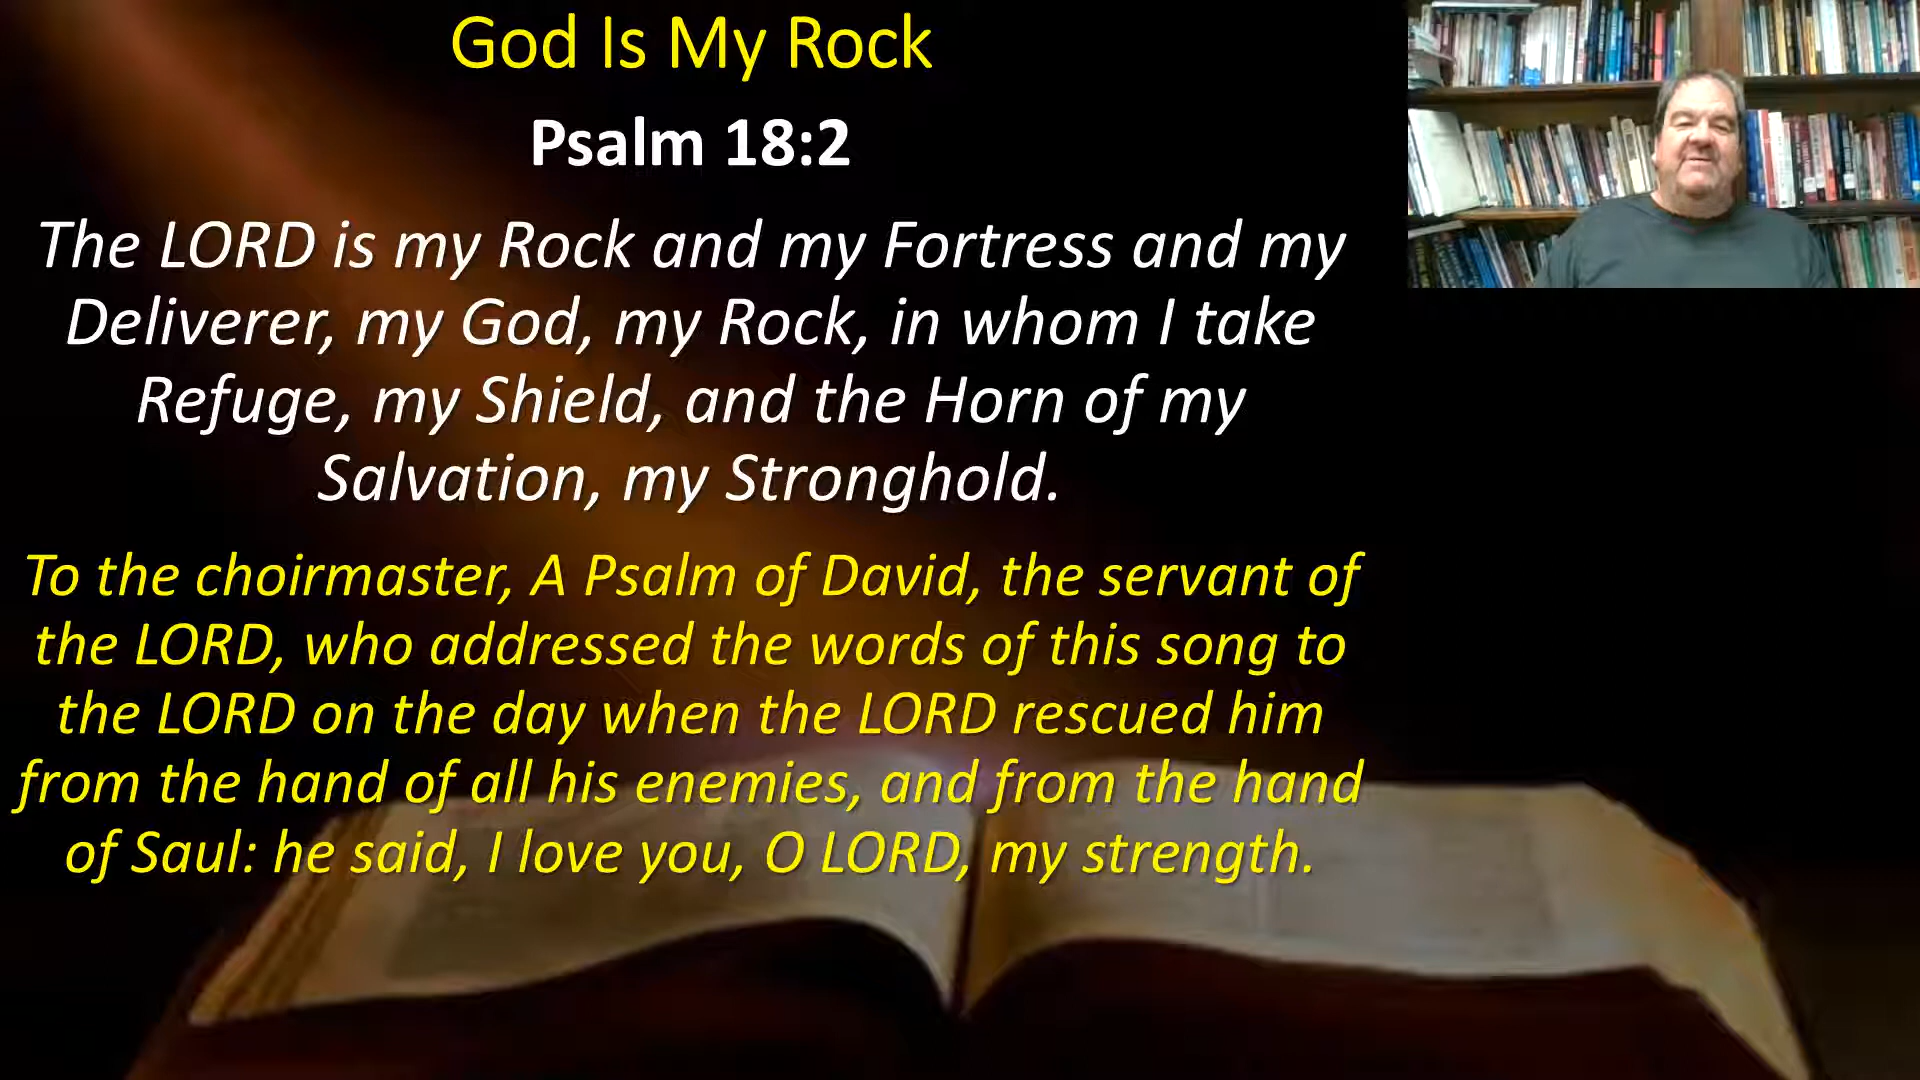 God Is My Rock
Psalm 18:2
The LORD is my Rock and my Fortress and my
Deliverer, my God, my Rock, in whom I take
Refuge, my Shield, and the Horn of my
Salvation, my Stronghold.
To the choirmaster, A Psalm of David, the servant of
the LORD, who addressed the words of this song to
the LORD on the day when the LORD rescued him
from the hand of all his enemies, and from the hand
of Saul: he said, I love you, O LORD, my strength.